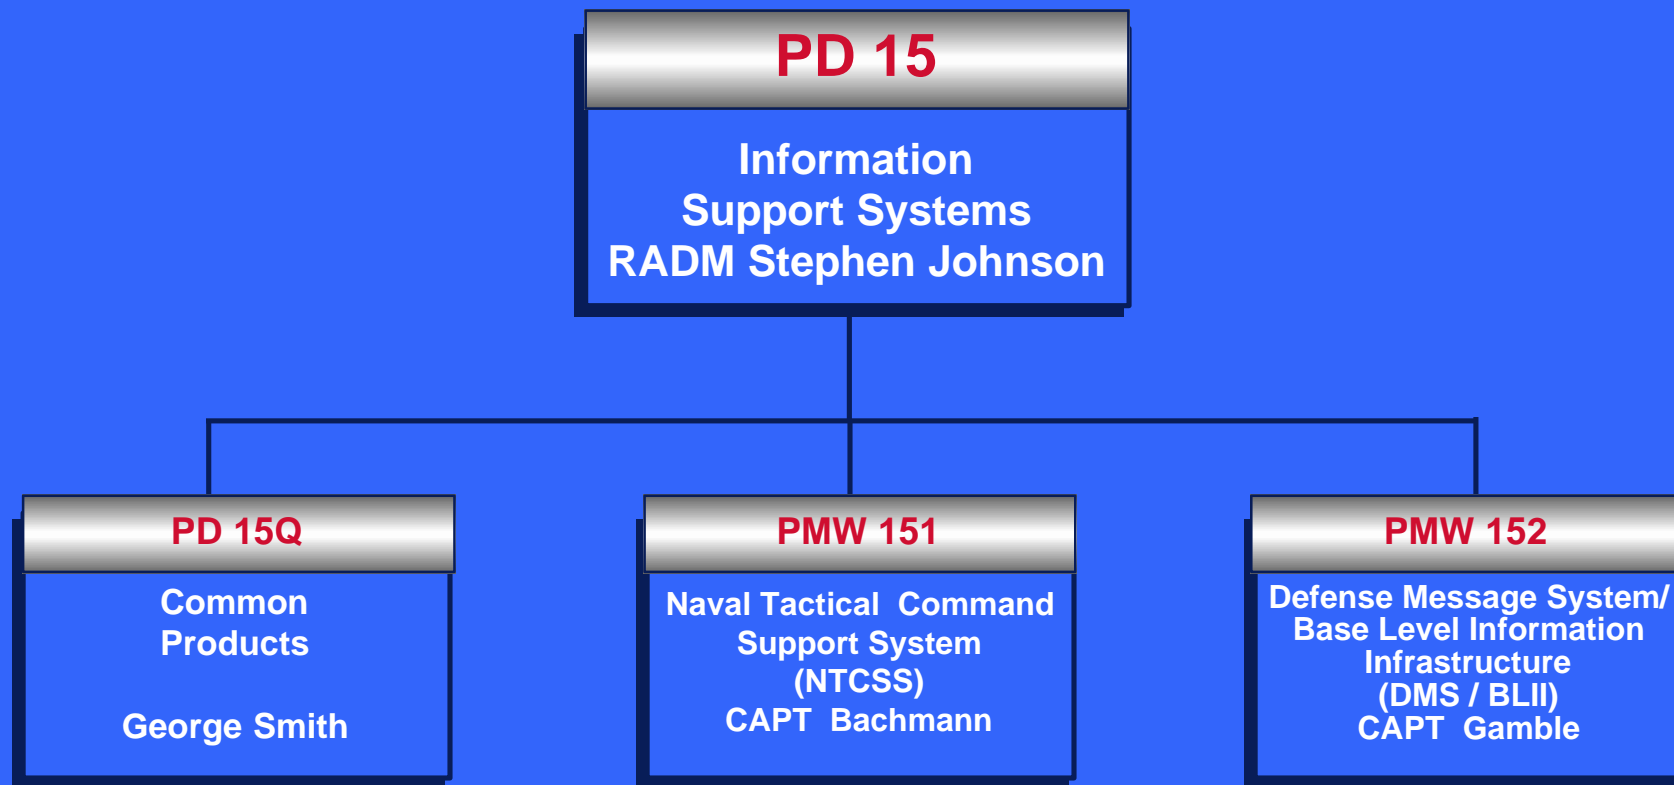 PD 15
Information
Support Systems
RADM Stephen Johnson
PD 15Q
Common
Products
George Smith
PMW 151
Naval Tactical Command
Support System
(NTCSS)
CAPT Bachmann
PMW 152
Defense Message System/
Base Level Information
Infrastructure
(DMS / BLII)
CAPT Gamble